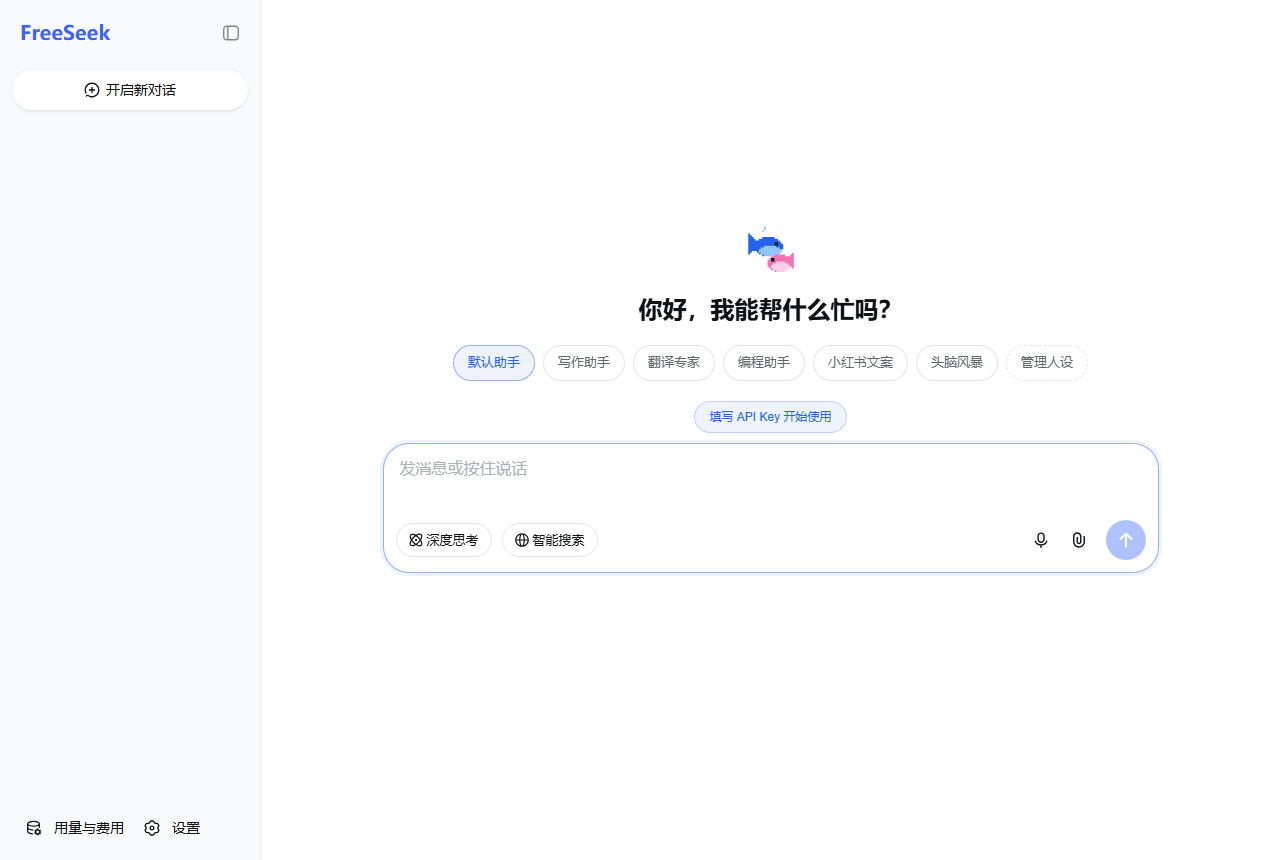 FreeSeek
开启新对话
你好，我能帮什么忙吗？
默认助手
写作助手
翻译专家
编程助手
小红书文案
头脑风暴
管理人设
填写 API Key 开始使用
发消息或按住说话
深度思考
智能搜索
用量与费用
设置